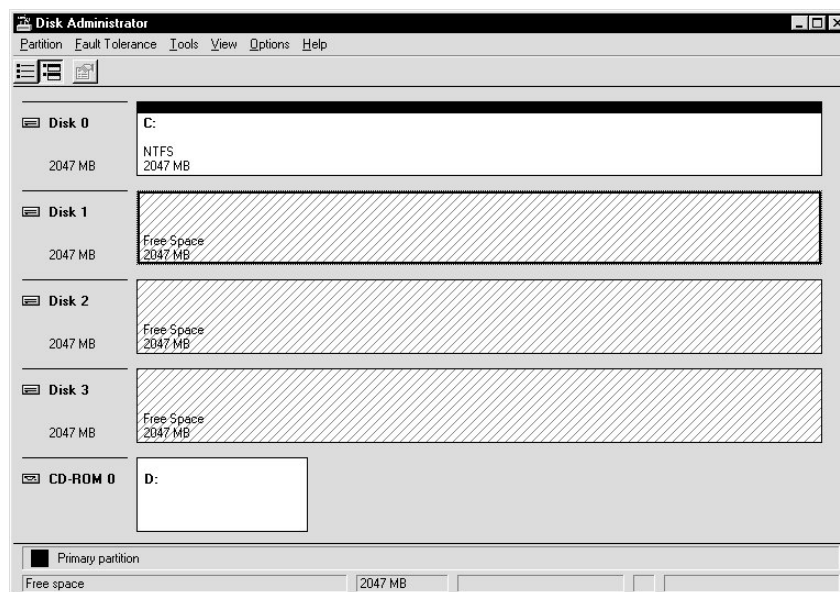 Disk Administrator
Partition Fault Tolerance Tools View Options Help
Disk 0
2047 MB
C:
NTFS
2047 MB
Disk 1
2047 MB
Free Space
2047 MB
Disk 2
2047 MB
Free Space
2047 MB
Disk 3
2047 MB
Free Space
2047 MB
CD-ROM 0
D:
Primary partition
Free space 2047 MB